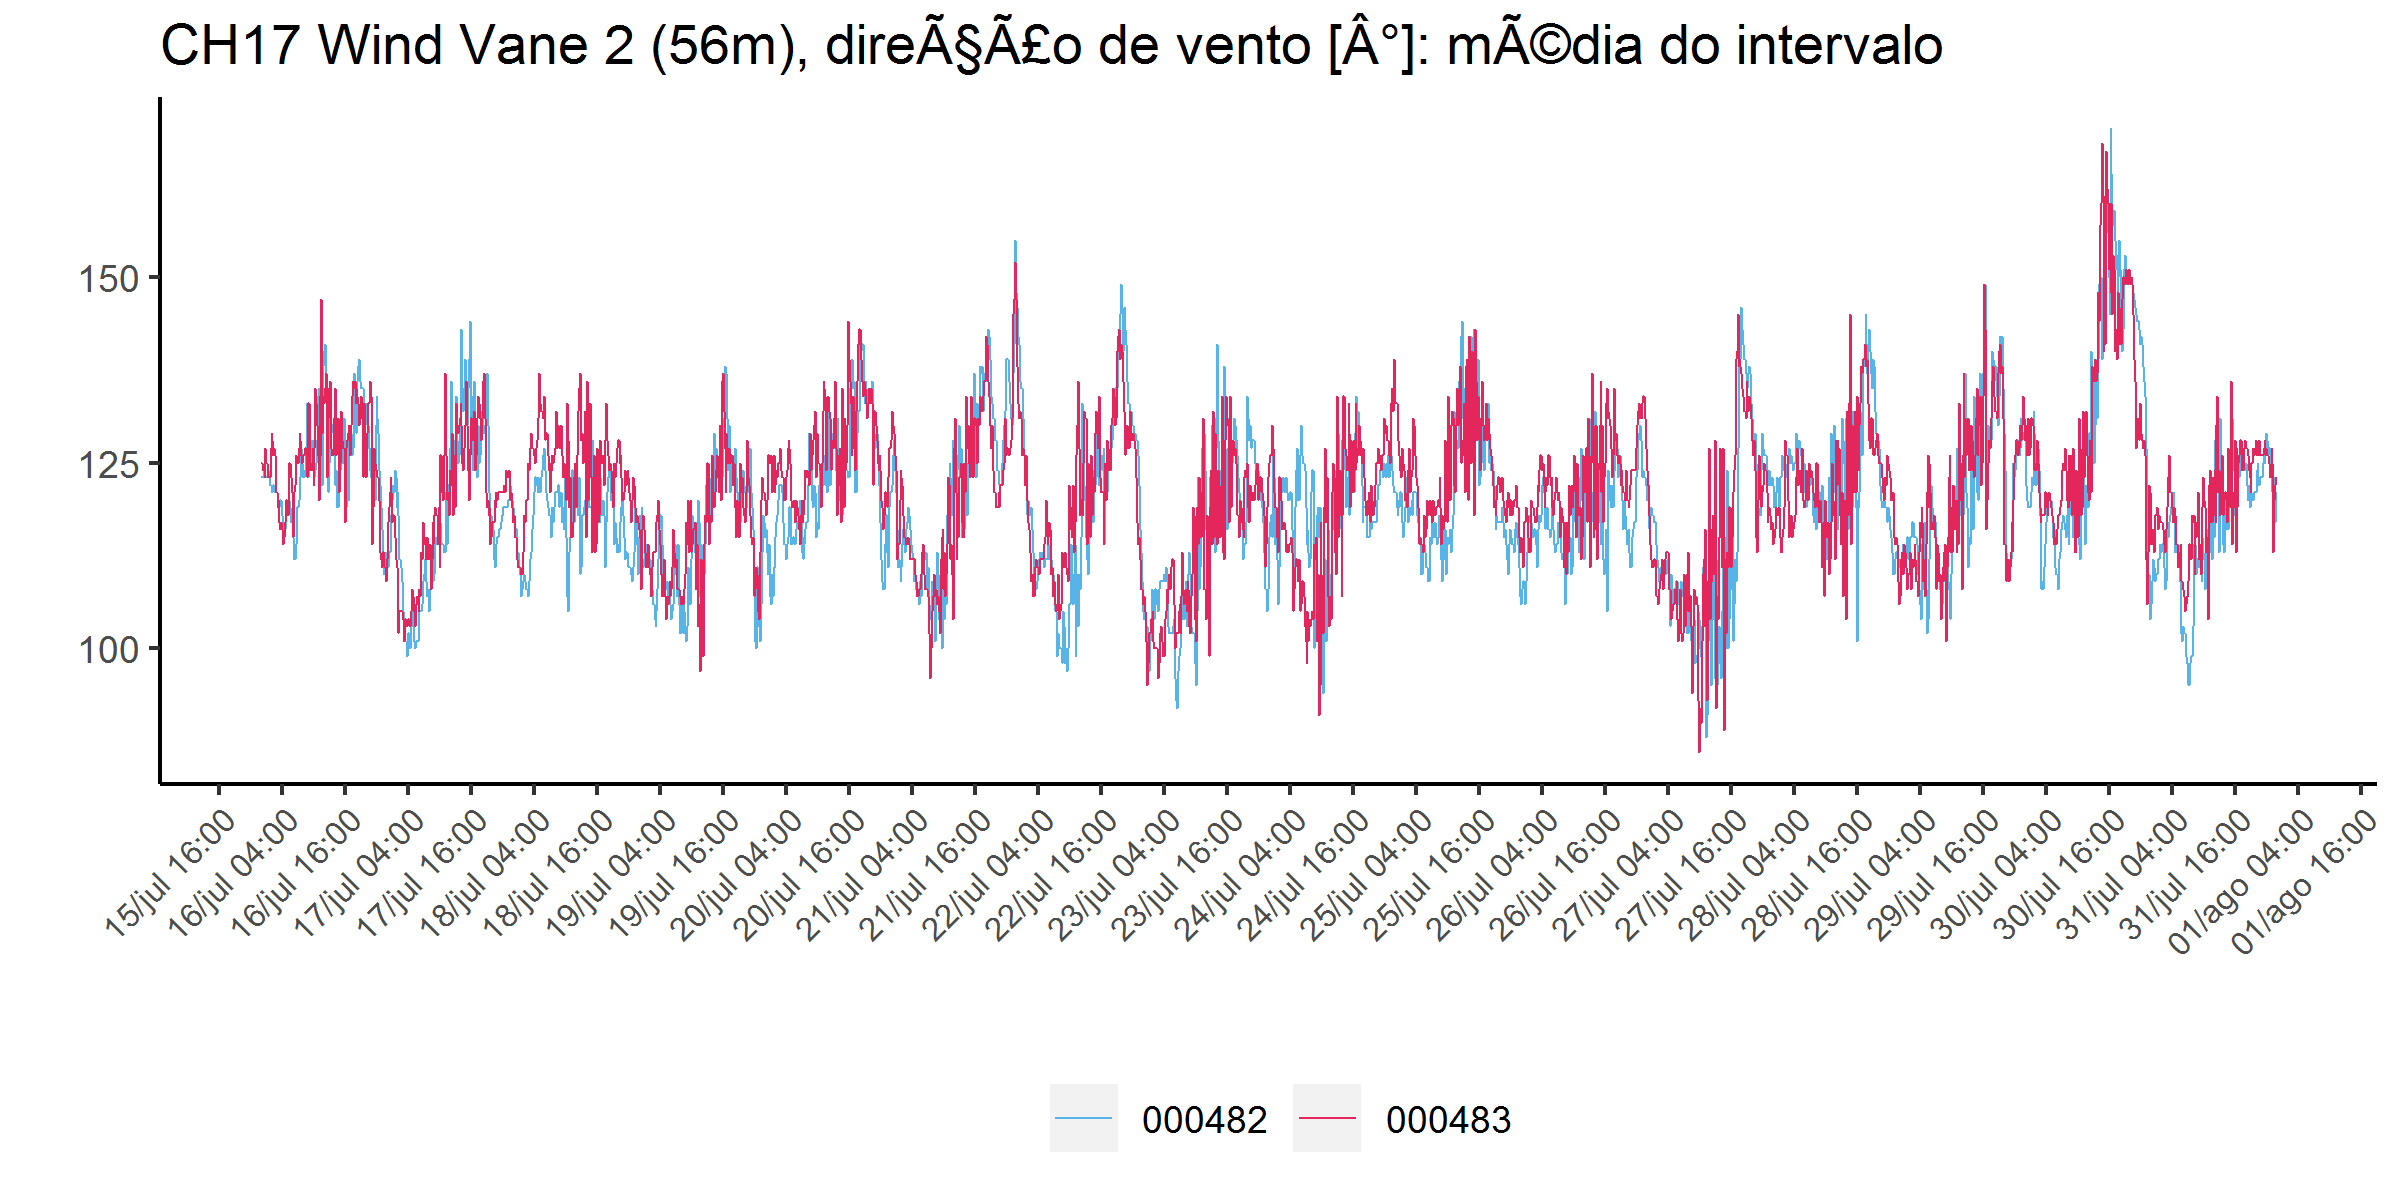 CH17 Wind Vane 2 (56m), direÃ§Ã£o de vento [Â°]: mÃ©dia do intervalo
150
125
100
15/jul 16:00
16/jul 04:00
16/jul 16:00
17/jul 04:00
17/jul 16:00
18/jul 04:00
18/jul 16:00
19/jul 04:00
19/jul 16:00
20/jul 04:00
20/jul 16:00
21/jul 04:00
21/jul 16:00
22/jul 04:00
22/jul 16:00
23/jul 04:00
23/jul 16:00
24/jul 04:00
24/jul 16:00
25/jul 04:00
25/jul 16:00
26/jul 04:00
26/jul 16:00
27/jul 04:00
27/jul 16:00
28/jul 04:00
28/jul 16:00
29/jul 04:00
29/jul 16:00
30/jul 04:00
30/jul 16:00
31/jul 04:00
31/jul 16:00
01/ago 04:00
01/ago 16:00
000482
000483